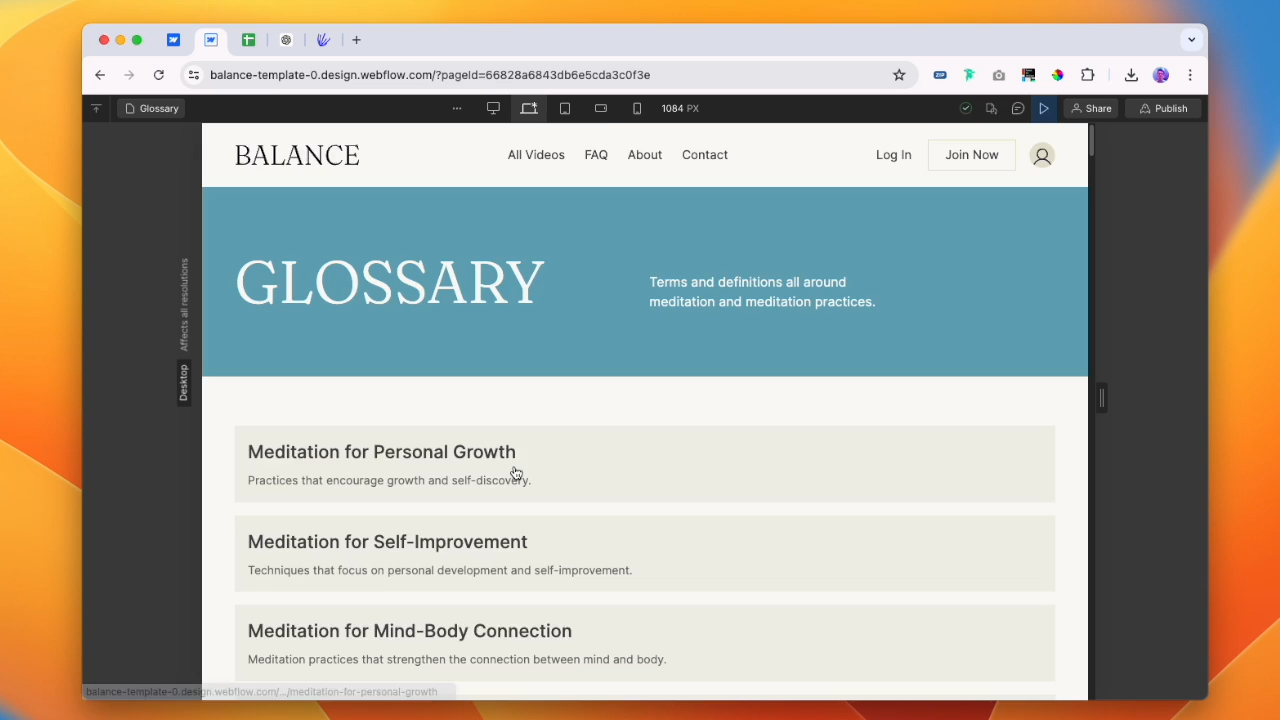 balance-template-0.design.webflow.com/?pageId=66828a6843db6e5cda3c0f3e
ZIP
Glossary
1084 PX
Share
Publish
BALANCE
All Videos
FAQ
About
Contact
Log In
Join Now
GLOSSARY
Terms and definitions all around
meditation and meditation practices.
Affects all resolutions
Desktop
Meditation for Personal Growth
Practices that encourage growth and self-discovery.
Meditation for Self-Improvement
Techniques that focus on personal development and self-improvement.
Meditation for Mind-Body Connection
Meditation practices that strengthen the connection between mind and body.
balance-template-0.design.webflow.com/.../meditation-for-personal-growth